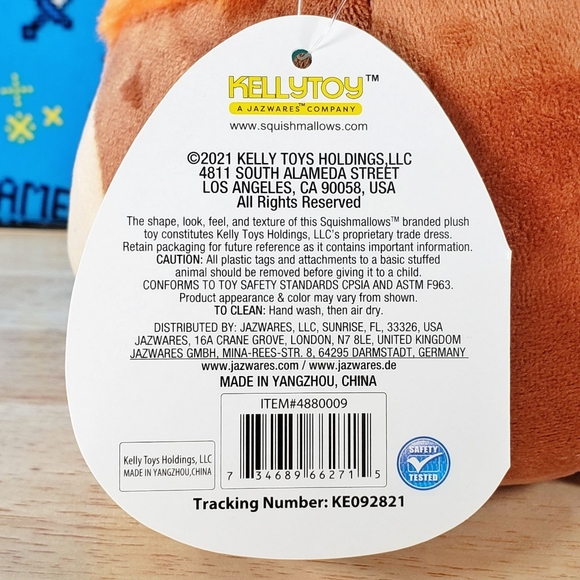 AME
KELLYTOY™
A JAZWARES™ COMPANY
www.squishmallows.com
©2021 KELLY TOYS HOLDINGS,LLC
4811 SOUTH ALAMEDA STREET
LOS ANGELES, CA 90058, USA
All Rights Reserved
The shape, look, feel, and texture of this Squishmallows™ branded plush
toy constitutes Kelly Toys Holdings, LLC's proprietary trade dress.
Retain packaging for future reference as it contains important information.
CAUTION: All plastic tags and attachments to a basic stuffed
animal should be removed before giving it to a child.
CONFORMS TO TOY SAFETY STANDARDS CPSIA AND ASTM F963.
Product appearance & color may vary from shown.
TO CLEAN: Hand wash, then air dry.
DISTRIBUTED BY: JAZWARES, LLC, SUNRISE, FL, 33326, USA
JAZWARES, 16A CRANE GROVE, LONDON, N7 8LE, UNITED KINGDOM
JAZWARES GMBH, MINA-REES-STR. 8, 64295 DARMSTADT, GERMANY
www.jazwares.com / www.jazwares.de
MADE IN YANGZHOU, CHINA
ITEM#4880009
Kelly Toys Holdings, LLC
MADE IN YANGZHOU,CHINA
7 34689 66271 5
SAFETY
TESTED
Tracking Number: KE092821